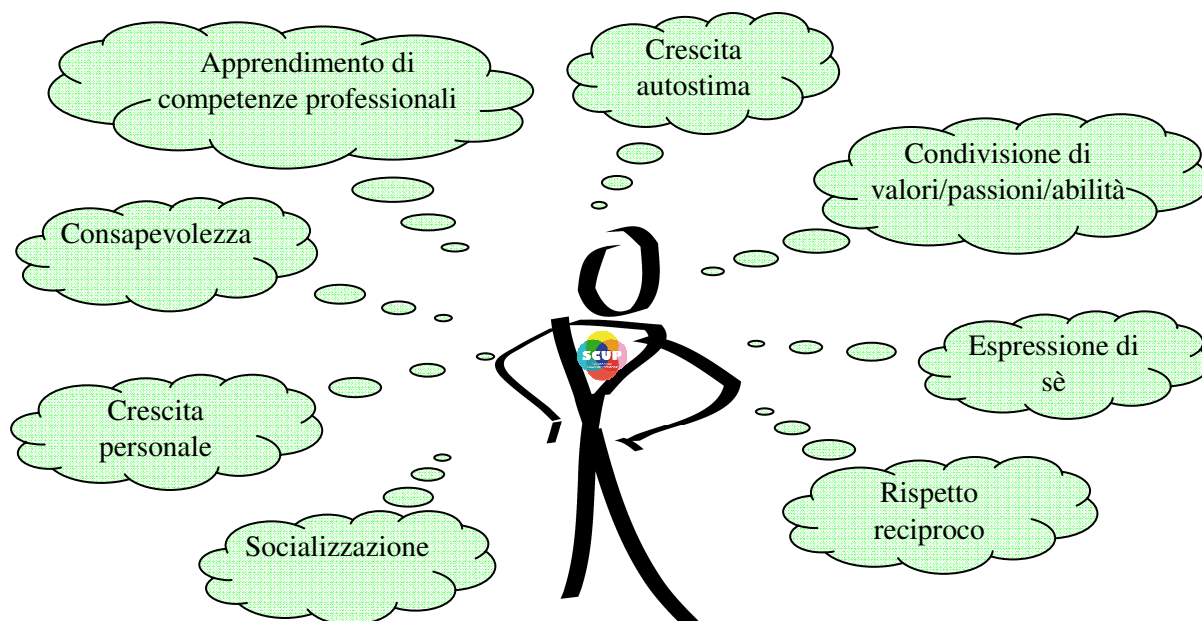 Apprendimento di
competenze professionali
Crescita
autostima
Condivisione di
valori/passioni/abilità
Consapevolezza
Espressione di
sè
Crescita
personale
Rispetto
reciproco
Socializzazione
SCUP